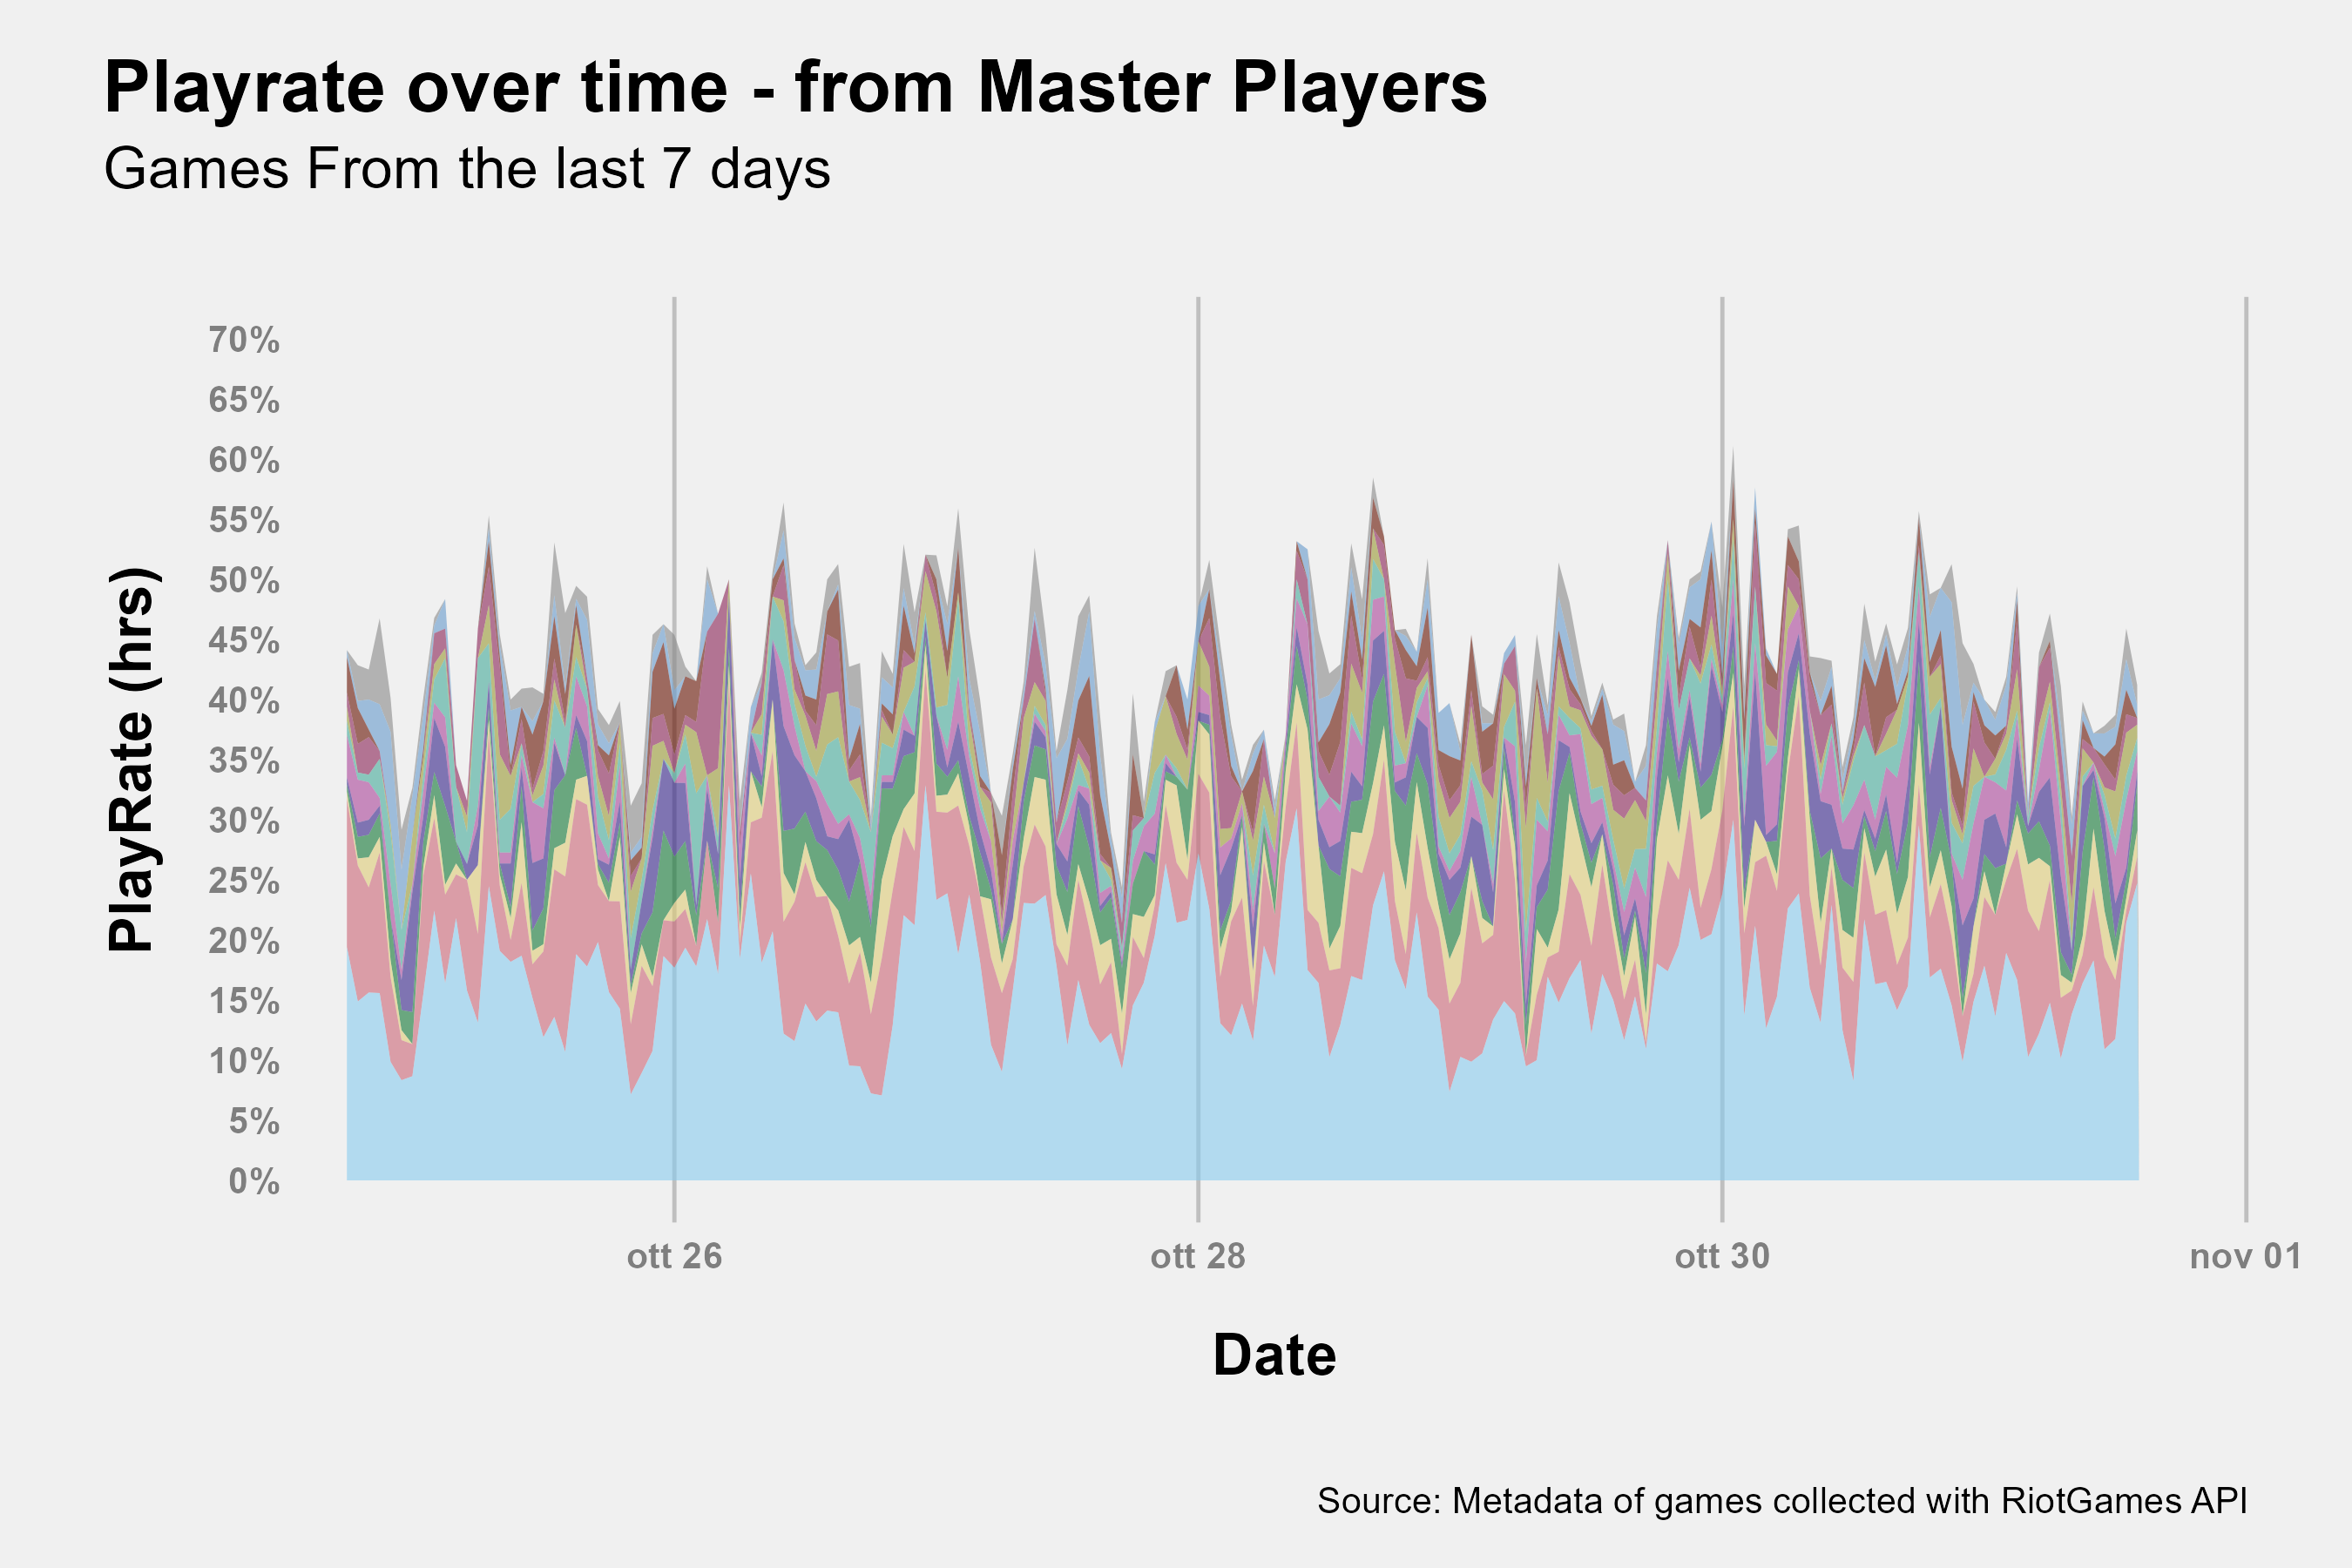 Playrate over time - from Master Players
Games From the last 7 days
70%
65%
60%
55%
50%
45%
40%
35%
30%
25%
20%
15%
10%
5%
0%
PlayRate (hrs)
ott 26
ott 28
ott 30
nov 01
Date
Source: Metadata of games collected with RiotGames API